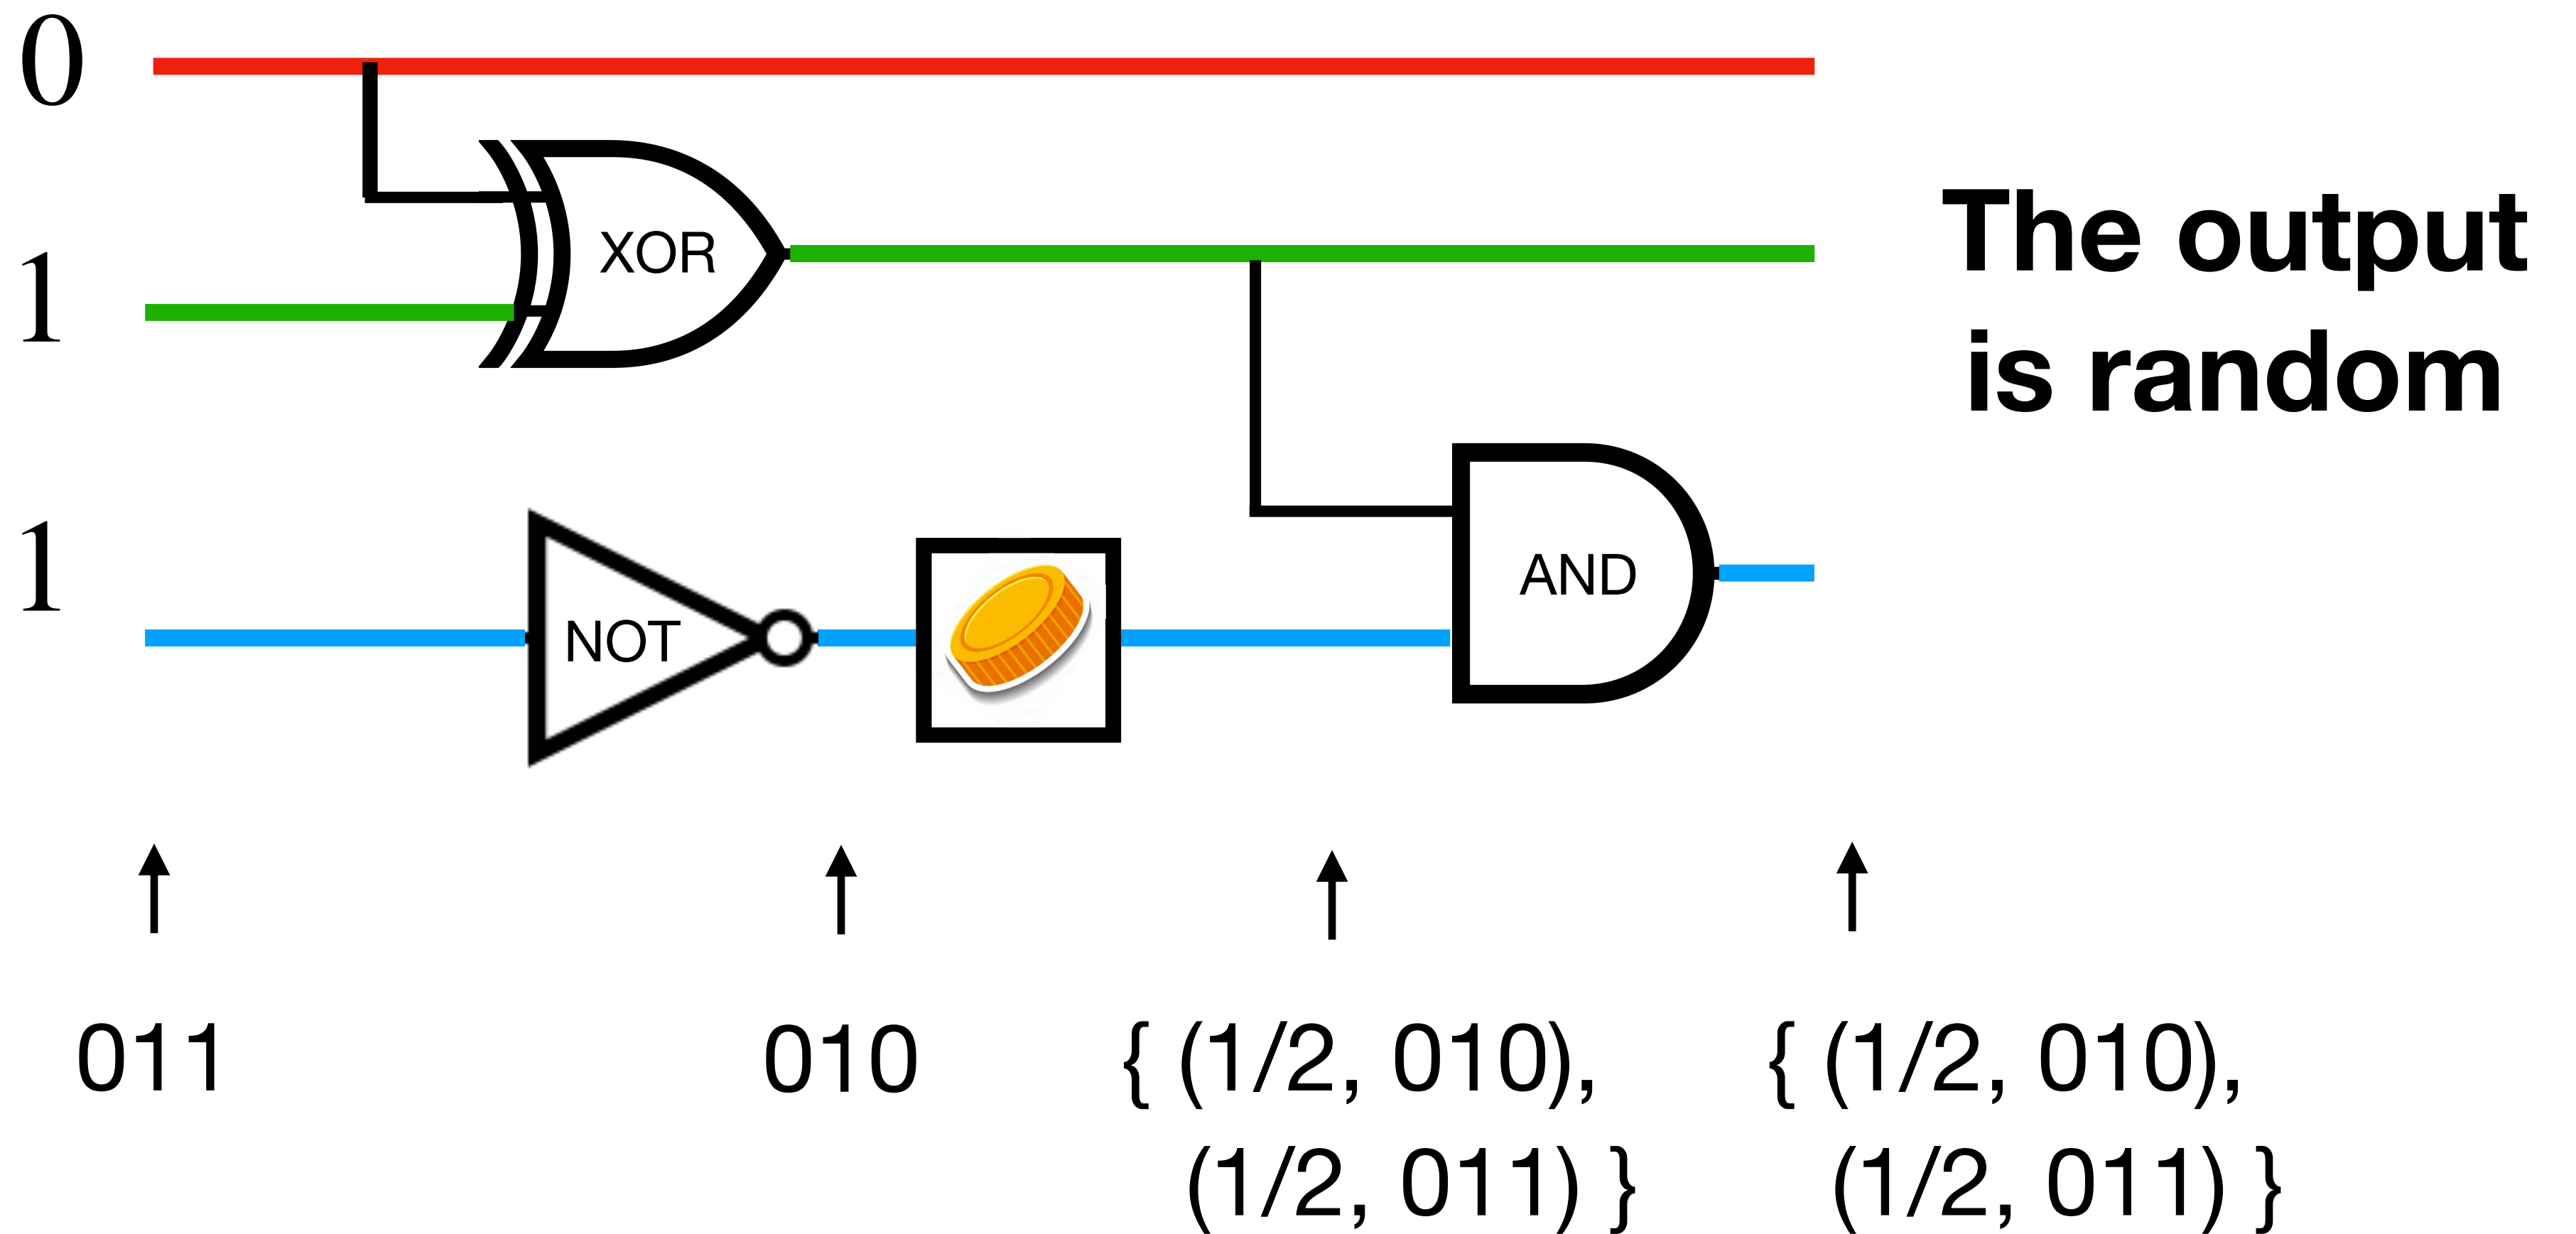 0
XOR
1
The output
is random
1
NOT
AND
011
010
{ (1/2, 010),
(1/2, 011) }
{ (1/2, 010),
(1/2, 011) }